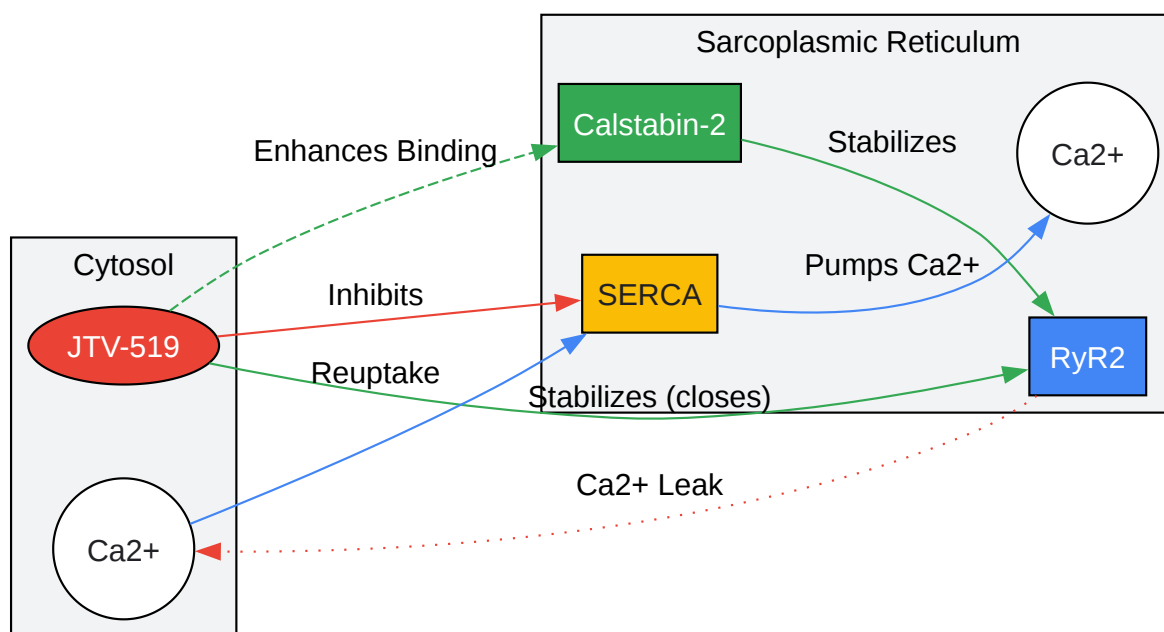 Sarcoplasmic Reticulum
Calstabin-2
Stabilizes
Ca2+
Enhances Binding
Cytosol
Inhibits
SERCA
Pumps Ca2+
JTV-519
Reuptake
Stabilizes (closes)
RyR2
Ca2+ Leak
Ca2+